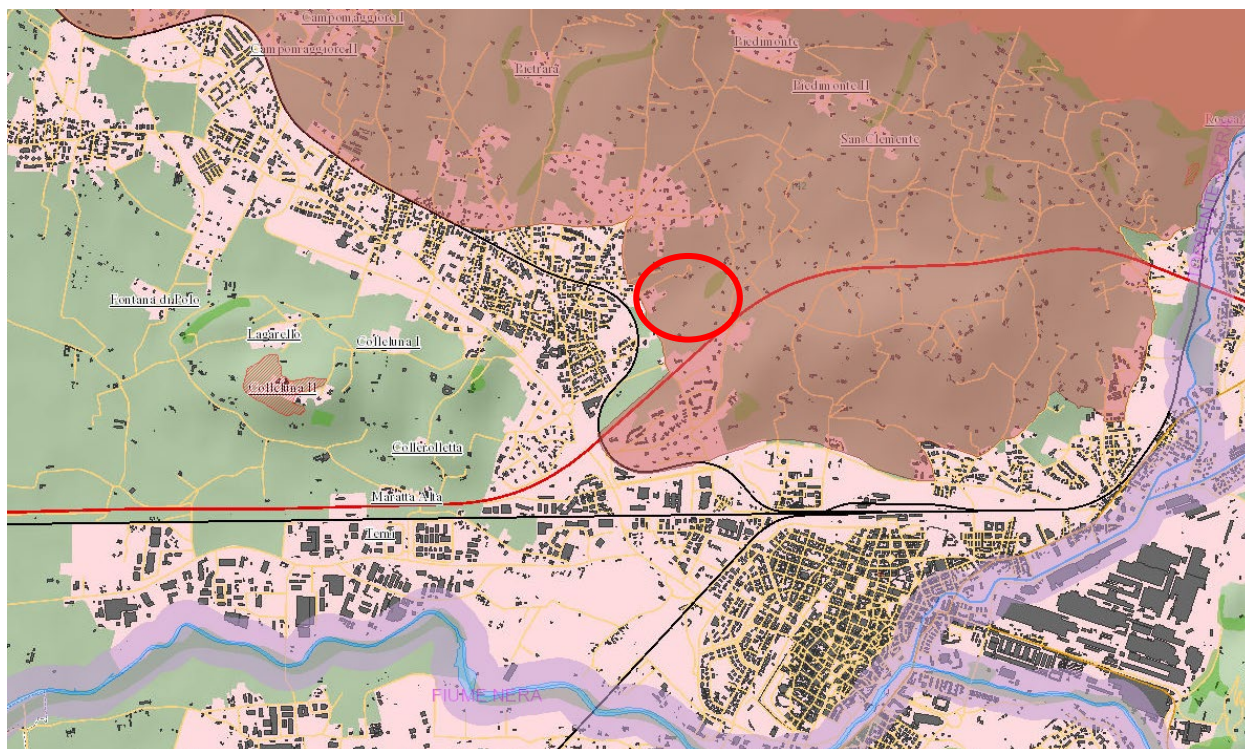 Campomaggiore I
Campomaggiore II
Pietrara
Piedimonte
Piedimonte II
San Clemente
Fontana di Polo
Lagarello
Colleluna I
Colleluna II
Collerolletta
Maratta Alta
Terni
FIUME NERA